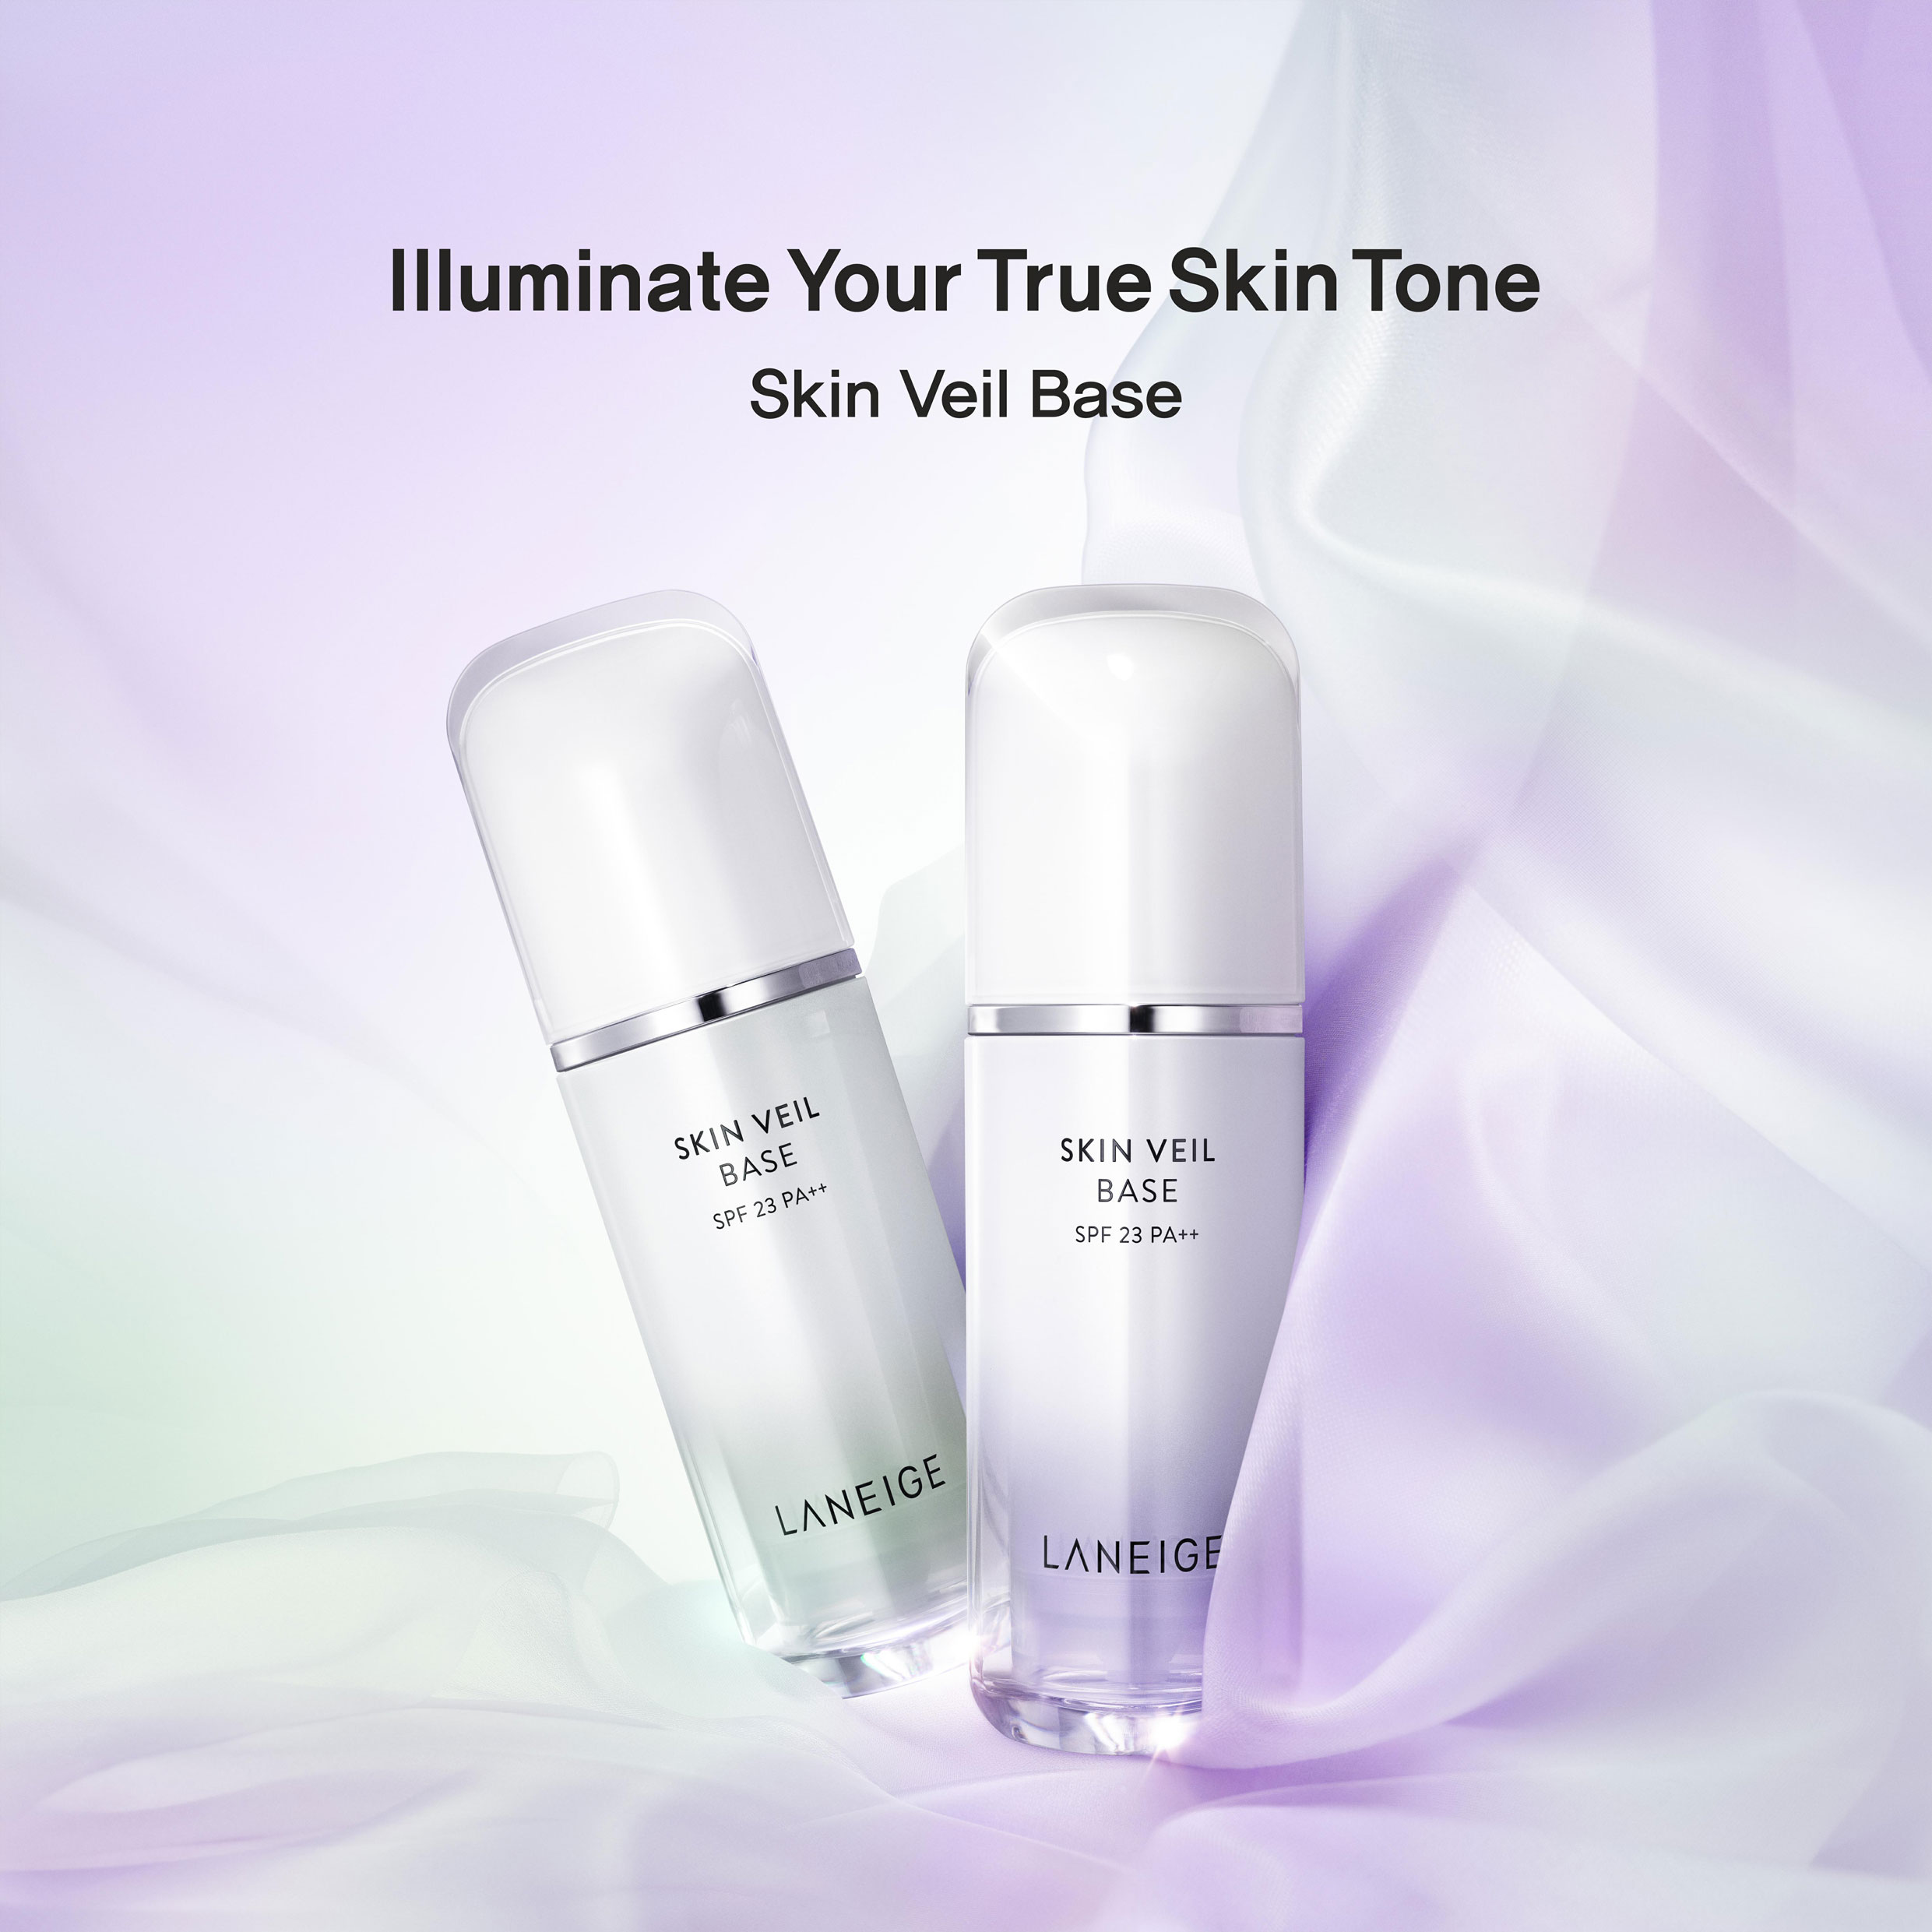 Illuminate Your True Skin Tone
Skin Veil Base
SKIN VEIL
BASE
SPF 23 PA++
LANEIGE
SKIN VEIL
BASE
SPF 23 PA++
LANEIGE